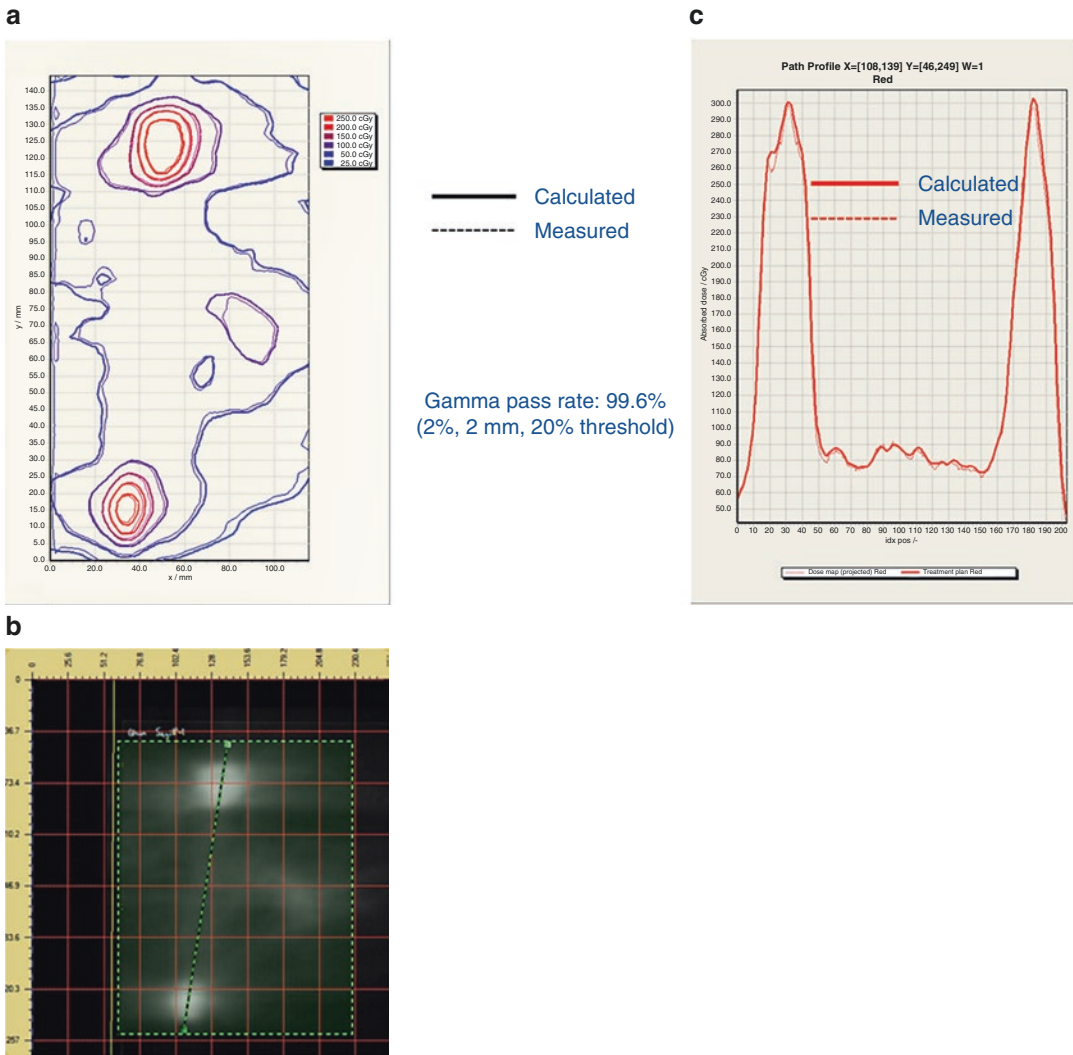 a
140.0
135.0
130.0
125.0
120.0
115.0
110.0
105.0
100.0
95.0
90.0
85.0
80.0
75.0
70.0
65.0
60.0
55.0
50.0
45.0
40.0
35.0
30.0
25.0
20.0
15.0
10.0
5.0
0.0
y / mm
0.0 20.0 40.0 60.0 80.0 100.0
x / mm
250.0 cGy
200.0 cGy
150.0 cGy
100.0 cGy
50.0 cGy
25.0 cGy
Calculated
Measured
Gamma pass rate: 99.6%
(2%, 2 mm, 20% threshold)
c
Path Profile X=[108,139] Y=[46,249] W=1
Red
300.0
290.0
280.0
270.0
260.0
250.0
240.0
230.0
220.0
210.0
200.0
190.0
180.0
170.0
160.0
150.0
140.0
130.0
120.0
110.0
100.0
90.0
80.0
70.0
60.0
50.0
Absorbed dose / cGy
Calculated
Measured
0 10 20 30 40 50 60 70 80 90 100 110 120 130 140 150 160 170 180 190 200
idx pos /-
Dose map (projected) Red Treatment plan Red
b
0 25.6 51.2 76.8 102.4 128 153.6 179.2 204.8 230.4
0
36.7
73.4
10.2
46.9
83.6
20.3
257